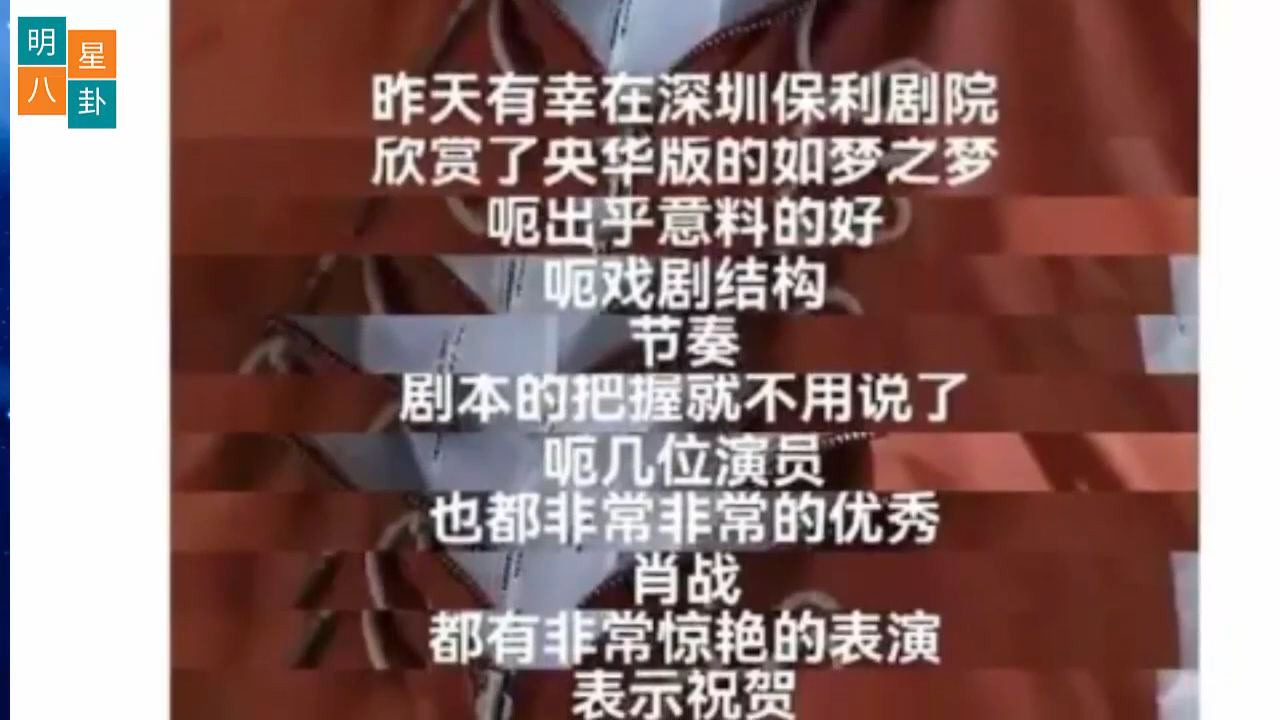 明星
八卦
昨天有幸在深圳保利剧院
欣赏了央华版的如梦之梦
呃出乎意料的好
呃戏剧结构
节奏
剧本的把握就不用说了
呃几位演员
也都非常非常的优秀
肖战
都有非常惊艳的表演
表示祝贺